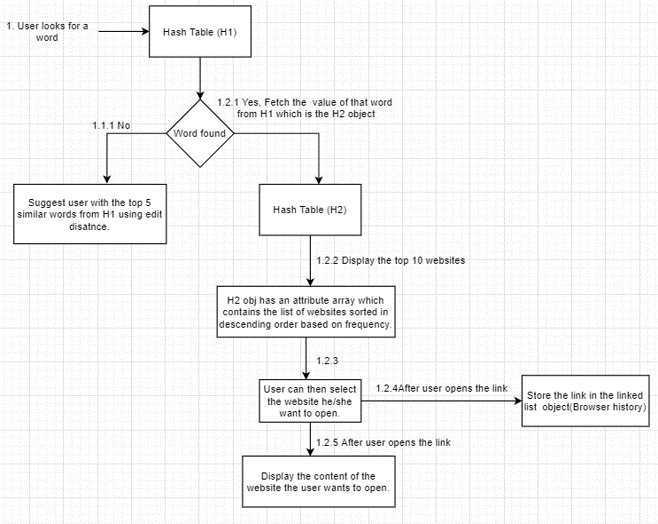 1. User looks for a
word
Hash Table (H1)
1.2.1 Yes, Fetch the value of that word
from H1 which is the H2 object
1.1.1 No
Word found
Suggest user with the top 5
similar words from H1 using edit
disatnce.
Hash Table (H2)
1.2.2 Display the top 10 websites
H2 obj has an attribute array which
contains the list of websites sorted in
descending order based on frequency.
1.2.3
User can then select
the website he/she
want to open.
1.2.4After user opens the link
Store the link in the linked
list object(Browser history)
1.2.5 After user opens the link
Display the content of the
website the user wants to open.